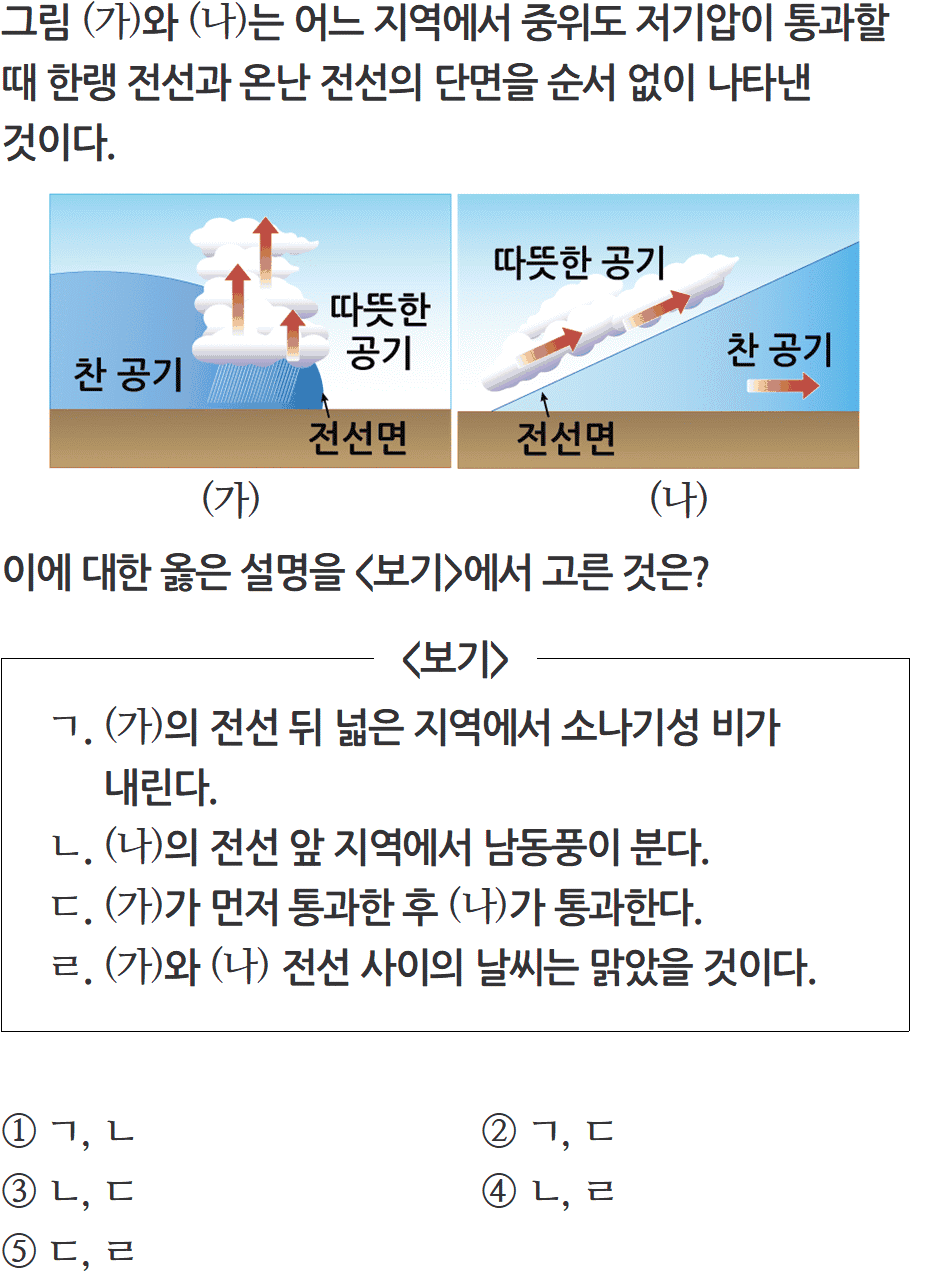 그림 (가)와 (나)는 어느 지역에서 중위도 저기압이 통과할
때 한랭 전선과 온난 전선의 단면을 순서 없이 나타낸
것이다.
따뜻한 공기
따뜻한
공기
찬 공기
찬 공기
전선면
전선면
(가)
(나)
이에 대한 옳은 설명을 <보기>에서 고른 것은?
<보기>
ㄱ. (가)의 전선 뒤 넓은 지역에서 소나기성 비가
내린다.
ㄴ. (나)의 전선 앞 지역에서 남동풍이 분다.
ㄷ. (가)가 먼저 통과한 후 (나)가 통과한다.
ㄹ. (가)와 (나) 전선 사이의 날씨는 맑았을 것이다.
① ㄱ, ㄴ
② ㄱ, ㄷ
③ ㄴ, ㄷ
④ ㄴ, ㄹ
⑤ ㄷ, ㄹ